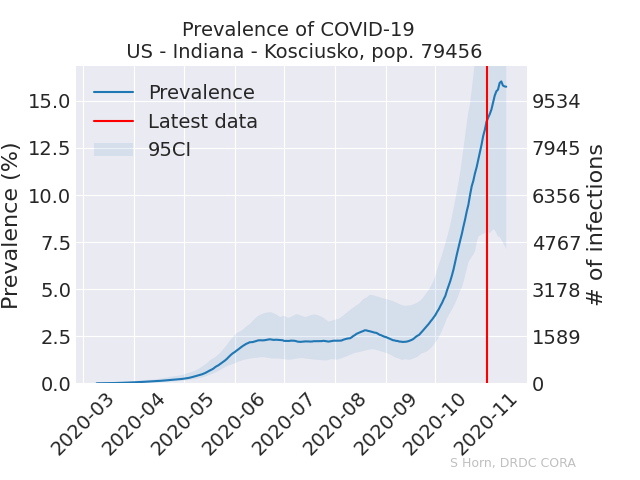 Prevalence of COVID-19
US - Indiana - Kosciusko, pop. 79456
Prevalence
Latest data
95CI
Prevalence (%)
15.0
12.5
10.0
7.5
5.0
2.5
0.0
9534
7945
6356
4767
3178
1589
0
# of infections
2020-03
2020-04
2020-05
2020-06
2020-07
2020-08
2020-09
2020-10
2020-11
S Horn, DRDC CORA